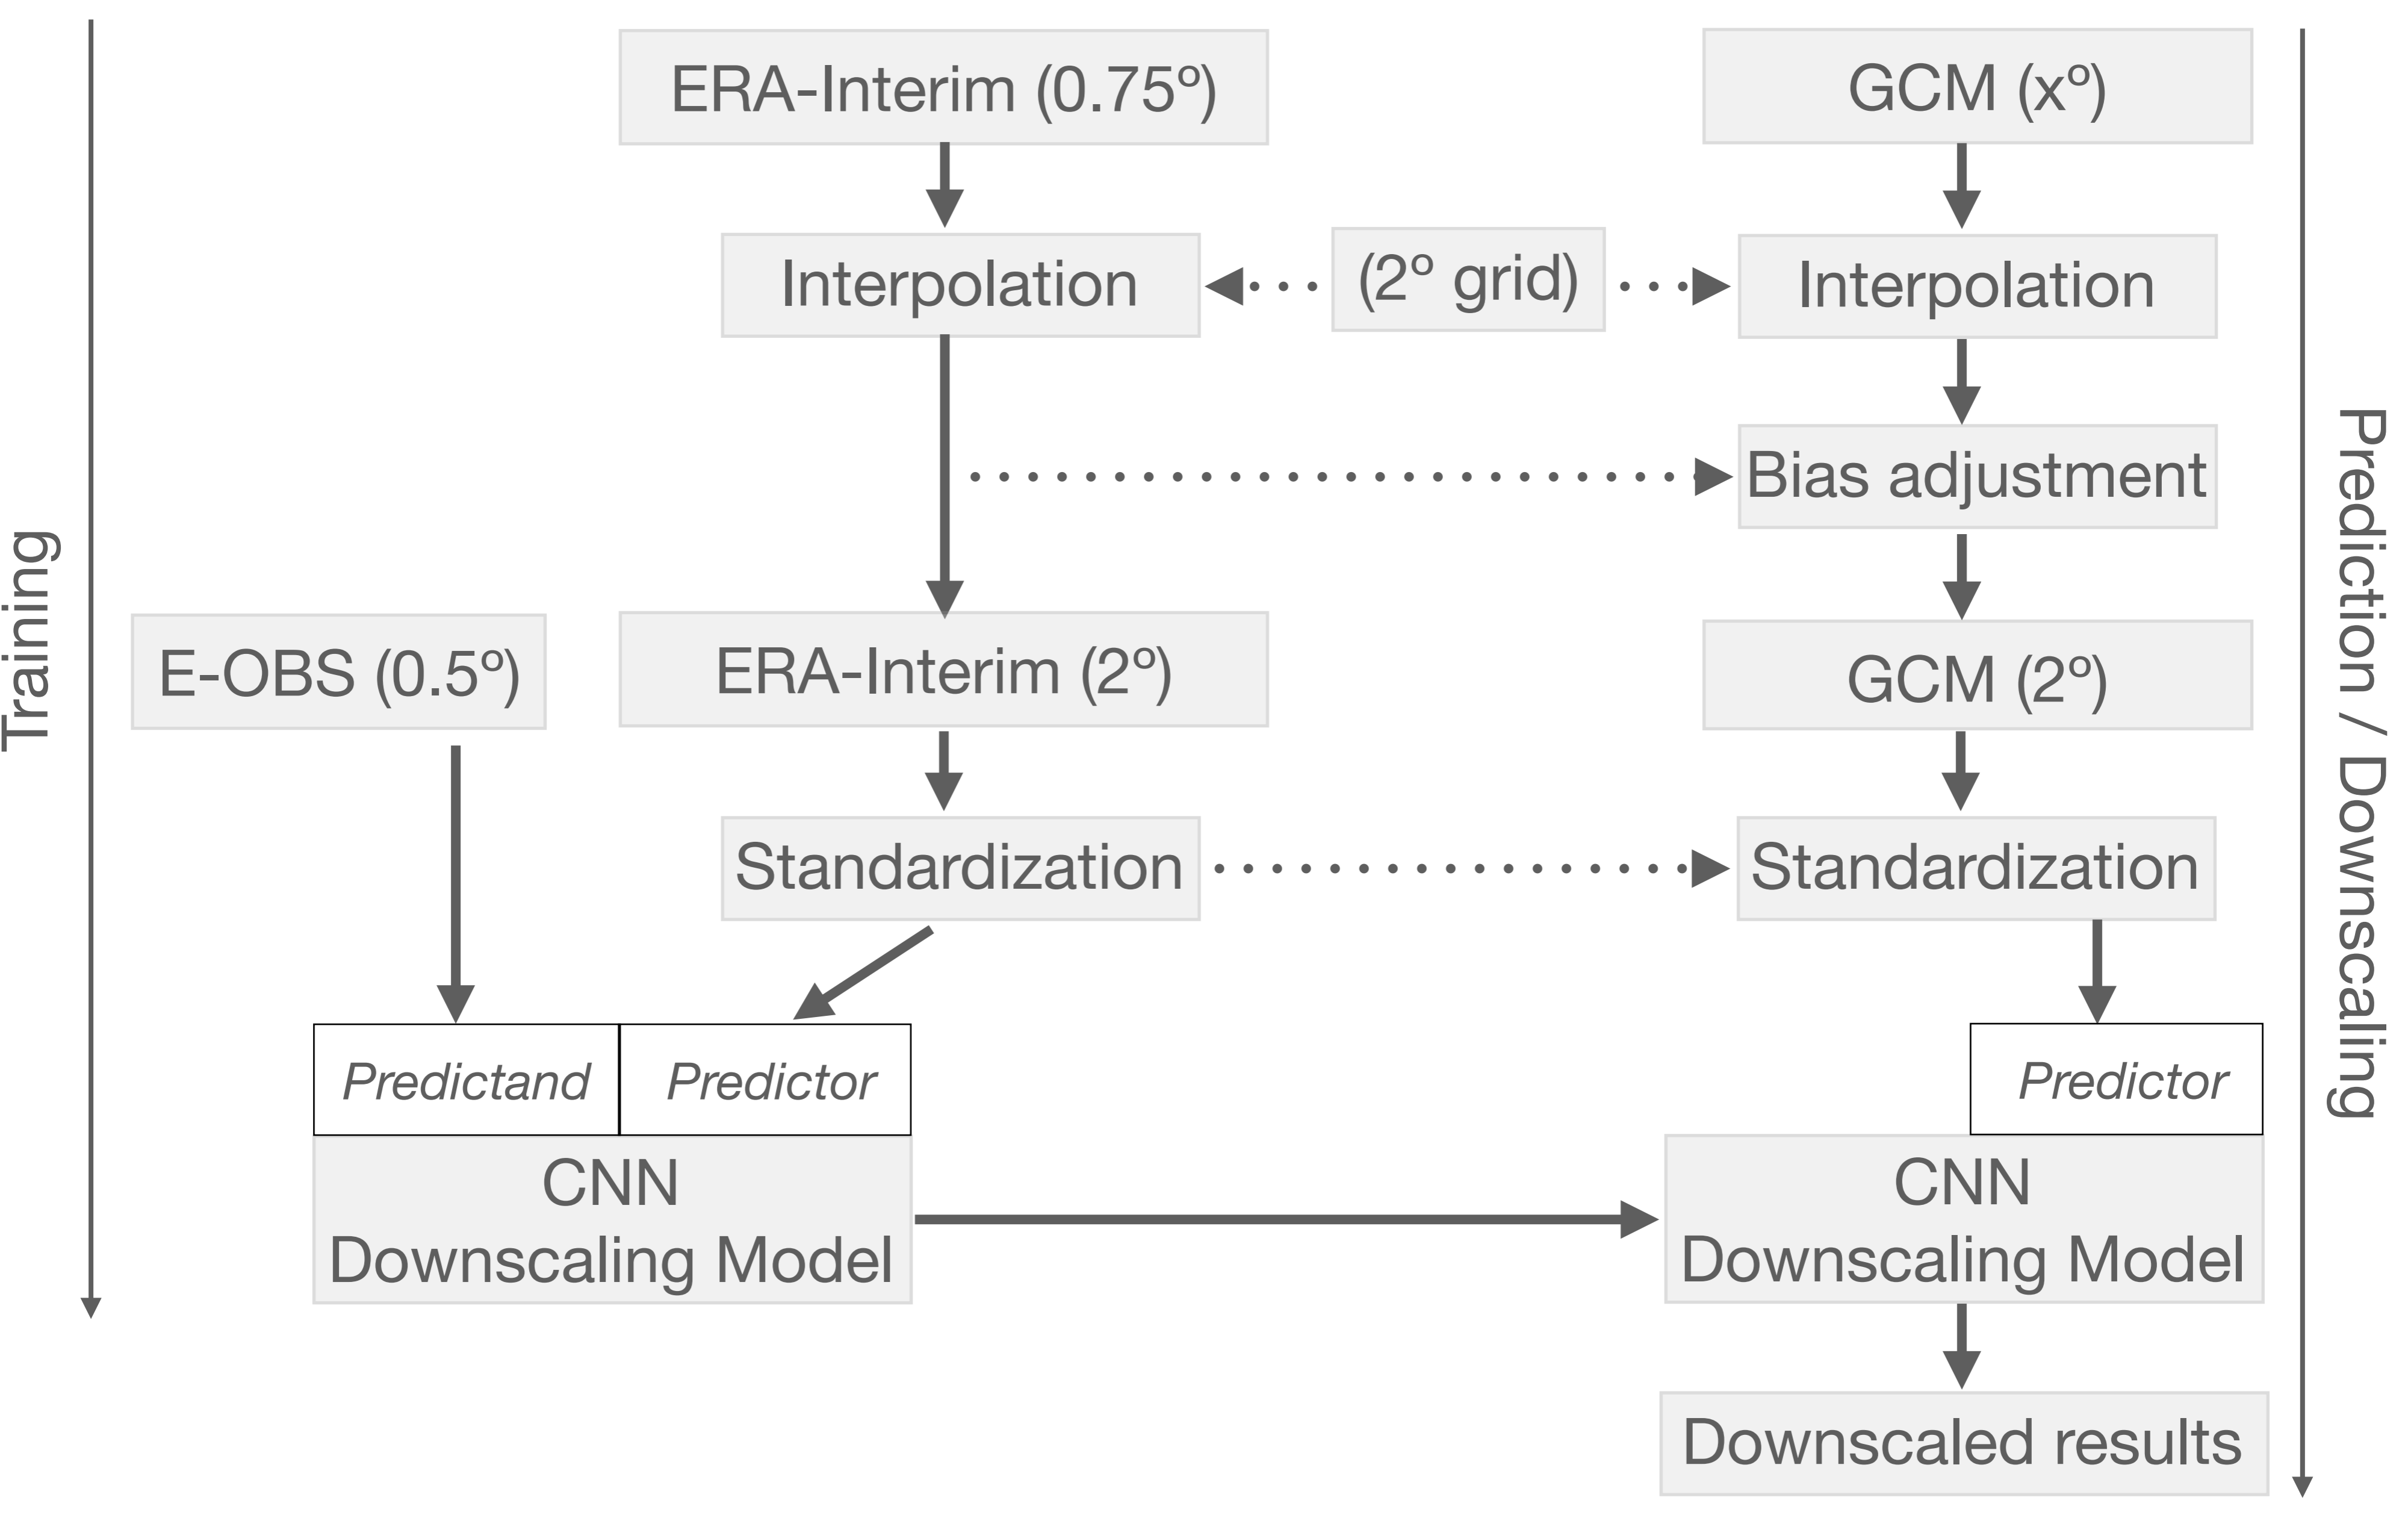 ERA-Interim (0.75º)
GCM (xº)
Interpolation
(2º grid)
Interpolation
Bias adjustment
Training
Prediction / Downscaling
E-OBS (0.5º)
ERA-Interim (2º)
GCM (2º)
Standardization
Standardization
Predictand
Predictor
Predictor
CNN
Downscaling Model
CNN
Downscaling Model
Downscaled results